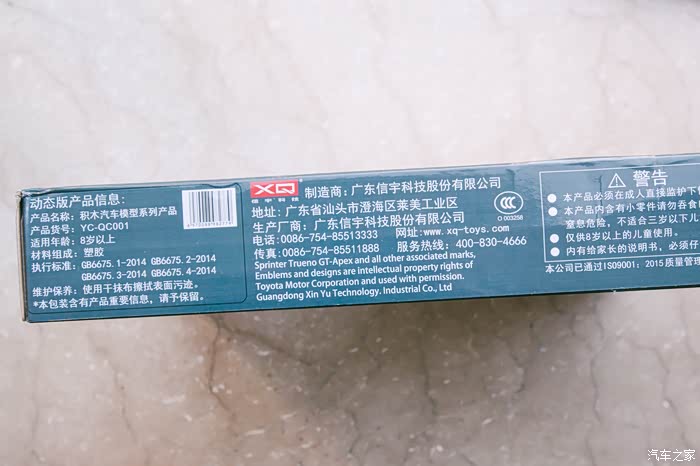 动态版产品信息:
产品名称: 积木汽车模型系列产品
产品货号: YC-QC001
适用年龄: 8岁以上
材料组成: 塑胶
执行标准: GB6675.1-2014 GB6675.2-2014
GB6675.3-2014 GB6675.4-2014
维护保养: 使用干抹布擦拭表面污迹。
*本包装含有产品重要信息, 请予保留。
XQ
信宇科技
制造商: 广东信宇科技股份有限公司
地址: 广东省汕头市澄海区莱美工业区
生产厂商: 广东信宇科技股份有限公司
电话: 0086-754-85513333 网址: www.xq-toys.com
传真: 0086-754-85511888 服务热线: 400-830-4666
Sprinter Trueno GT-Apex and all other associated marks,
Emblems and designs are intellectual property rights of
Toyota Motor Corporation and used with permission.
Guangdong Xin Yu Technology. Industrial Co., Ltd
CCC
O 003258
警告
本产品必须在成人直接监护下
本产品内含有小零件请勿吞食
窒息危险, 不适合三岁以下儿
仅供8岁以上的儿童使用。
内有给家长的说明书, 必须仔
本公司已通过ISO9001: 2015质量管理
汽车之家